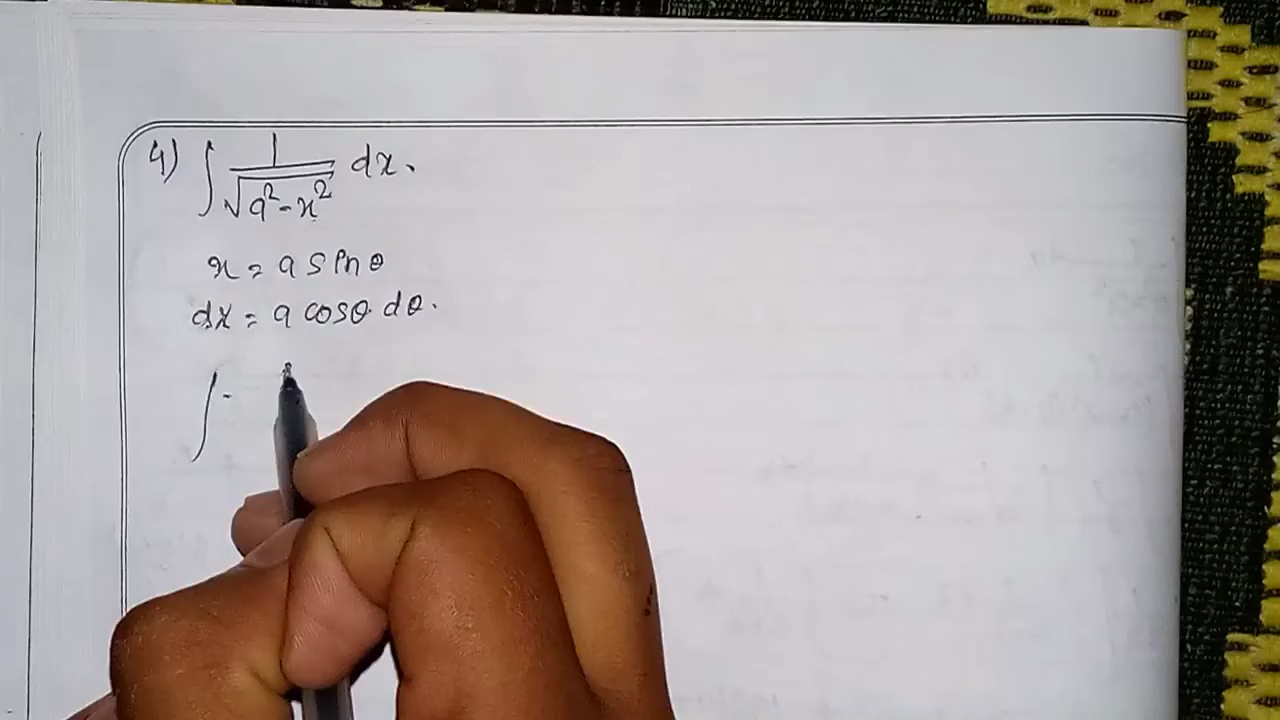 4) ∫ 1/√(a²-x²) dx.
x = a sinθ
dx = a cosθ dθ.
∫